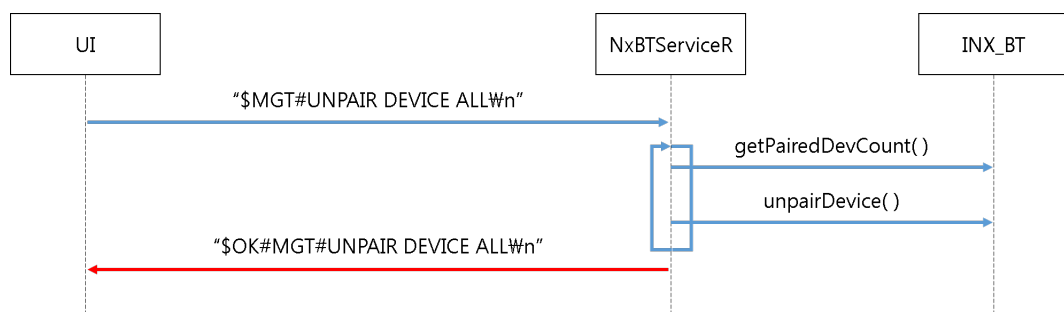 UI
NxBTServiceR
INX_BT
“$MGT#UNPAIR DEVICE ALL₩n”
getPairedDevCount( )
unpairDevice( )
“$OK#MGT#UNPAIR DEVICE ALL₩n”